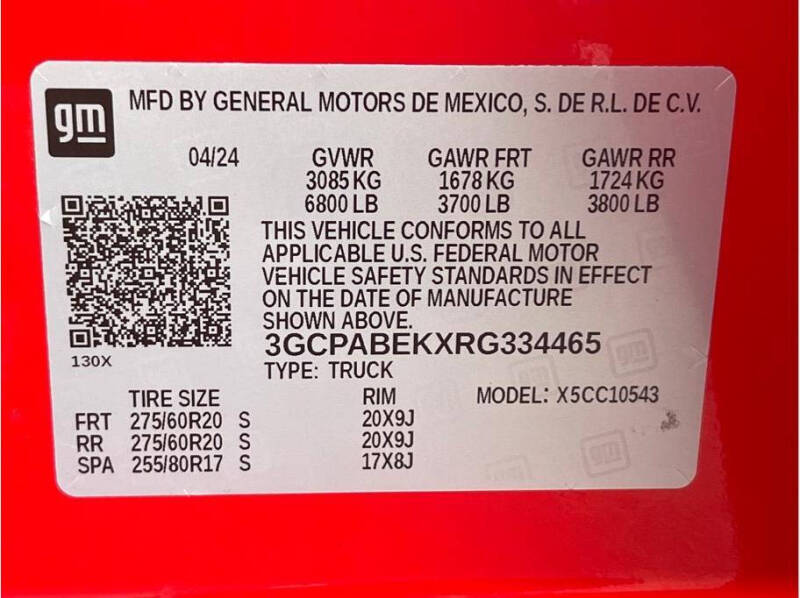 gm
MFD BY GENERAL MOTORS DE MEXICO, S. DE R.L. DE C.V.
04/24 GVWR GAWR FRT GAWR RR
3085 KG 1678 KG 1724 KG
6800 LB 3700 LB 3800 LB
THIS VEHICLE CONFORMS TO ALL
APPLICABLE U.S. FEDERAL MOTOR
VEHICLE SAFETY STANDARDS IN EFFECT
ON THE DATE OF MANUFACTURE
SHOWN ABOVE.
3GCPABEKXRG334465
130X
TYPE: TRUCK
TIRE SIZE RIM MODEL: X5CC10543
FRT 275/60R20 S 20X9J
RR 275/60R20 S 20X9J
SPA 255/80R17 S 17X8J
gm
gm